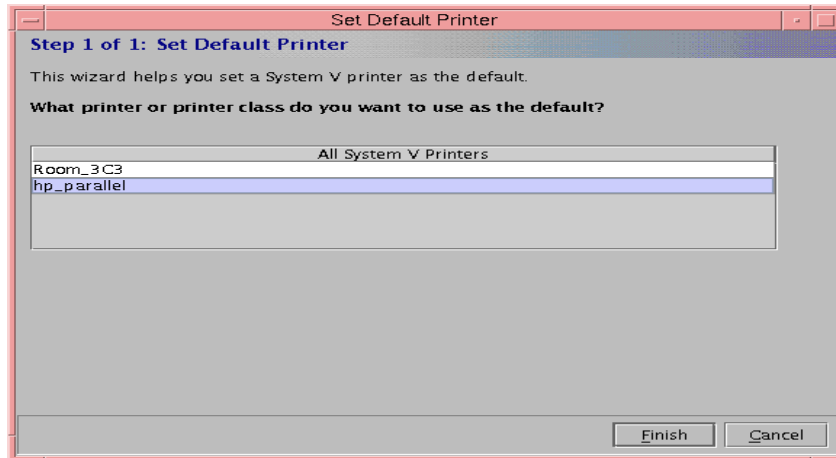 Set Default Printer
Step 1 of 1: Set Default Printer
This wizard helps you set a System V printer as the default.
What printer or printer class do you want to use as the default?
All System V Printers
Room_3C3
hp_parallel
Finish
Cancel